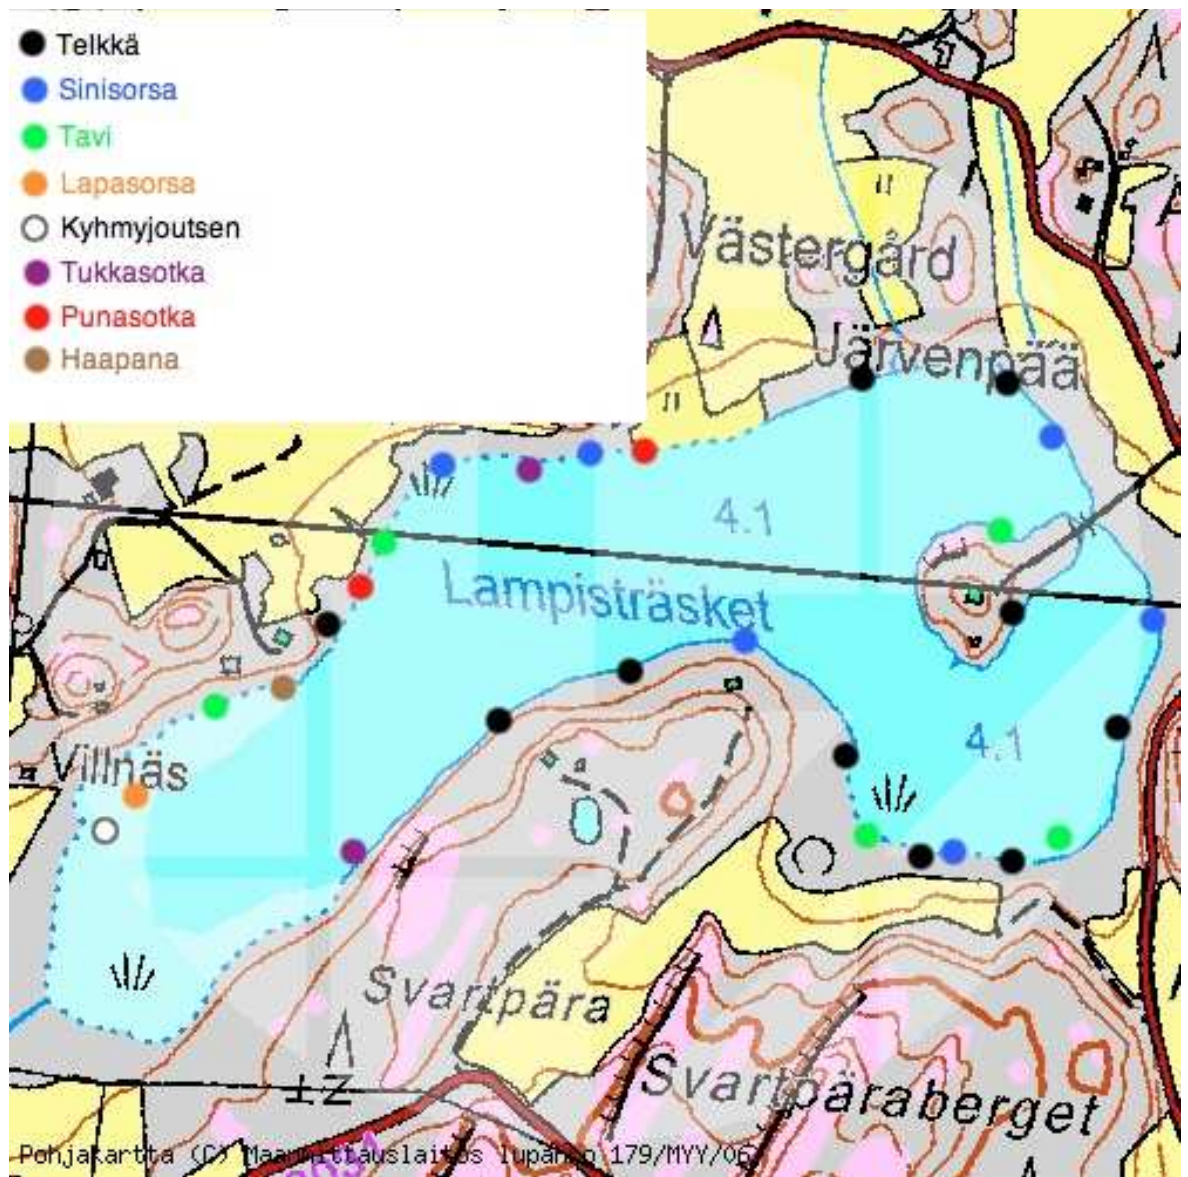 Telkkä
Sinisorsa
Tavi
Lapasorsa
Kyhmyjoutsen
Tukkasotka
Punasotka
Haapana
Västergård
Järvenpää
4.1
Lampisträsket
4.1
Villnäs
Svartpära
Svartpäraberget
Pohjakartta (C) Maanmittauslaitos lupanro 179/MYY/06